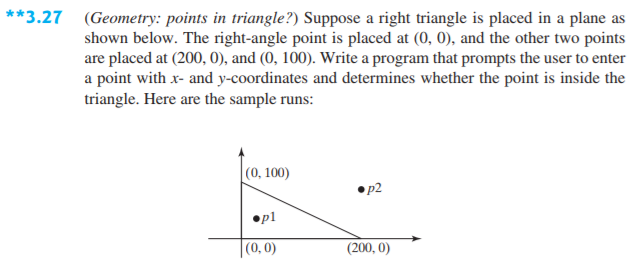 **3.27 (Geometry: points in triangle?) Suppose a right triangle is placed in a plane as
shown below. The right-angle point is placed at (0, 0), and the other two points
are placed at (200, 0), and (0, 100). Write a program that prompts the user to enter
a point with x- and y-coordinates and determines whether the point is inside the
triangle. Here are the sample runs:
(0, 100)
p2
p1
(0, 0)
(200, 0)